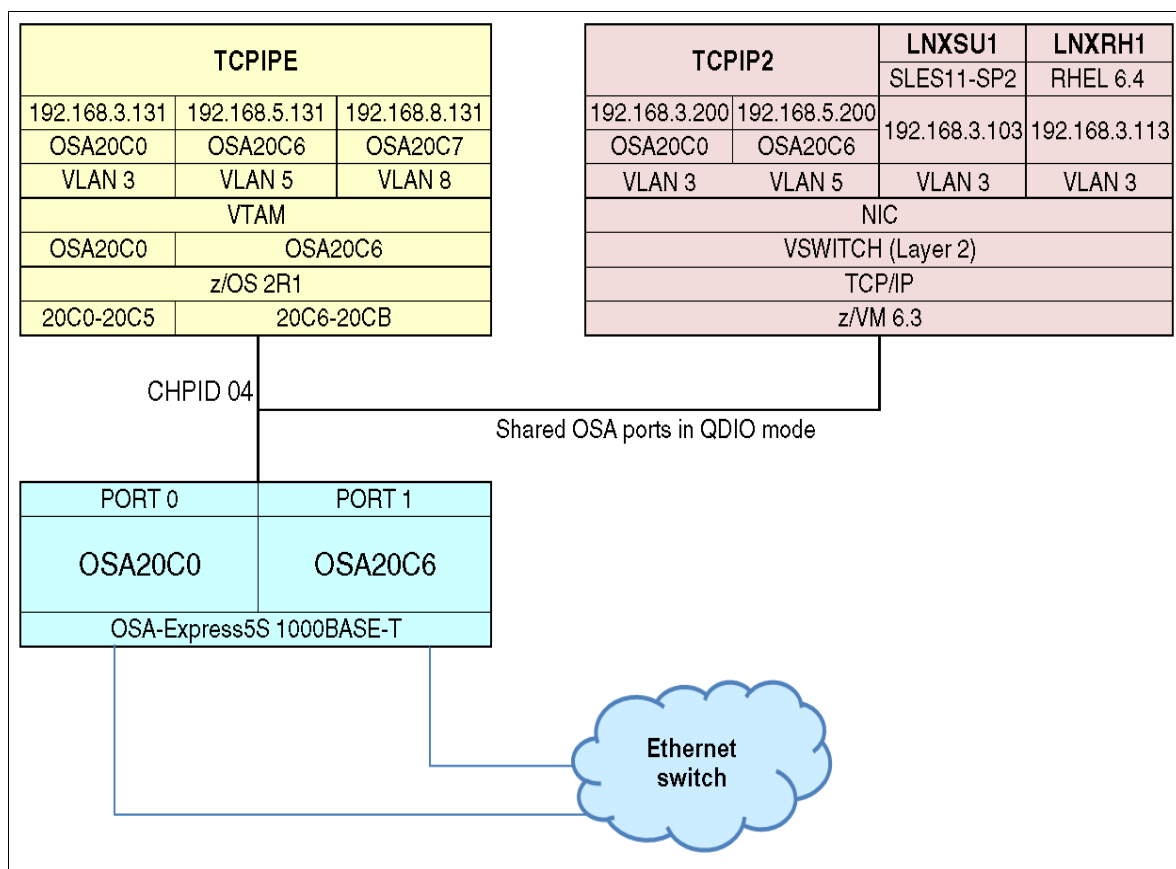 TCPIPE
192.168.3.131 192.168.5.131 192.168.8.131
OSA20C0 OSA20C6 OSA20C7
VLAN 3 VLAN 5 VLAN 8
VTAM
OSA20C0 OSA20C6
z/OS 2R1
20C0-20C5 20C6-20CB
TCPIP2 LNXSU1 LNXRH1
SLES11-SP2 RHEL 6.4
192.168.3.200 192.168.5.200 192.168.3.103 192.168.3.113
OSA20C0 OSA20C6
VLAN 3 VLAN 5 VLAN 3 VLAN 3
NIC
VSWITCH (Layer 2)
TCP/IP
z/VM 6.3
CHPID 04
Shared OSA ports in QDIO mode
PORT 0 PORT 1
OSA20C0 OSA20C6
OSA-Express5S 1000BASE-T
Ethernet
switch